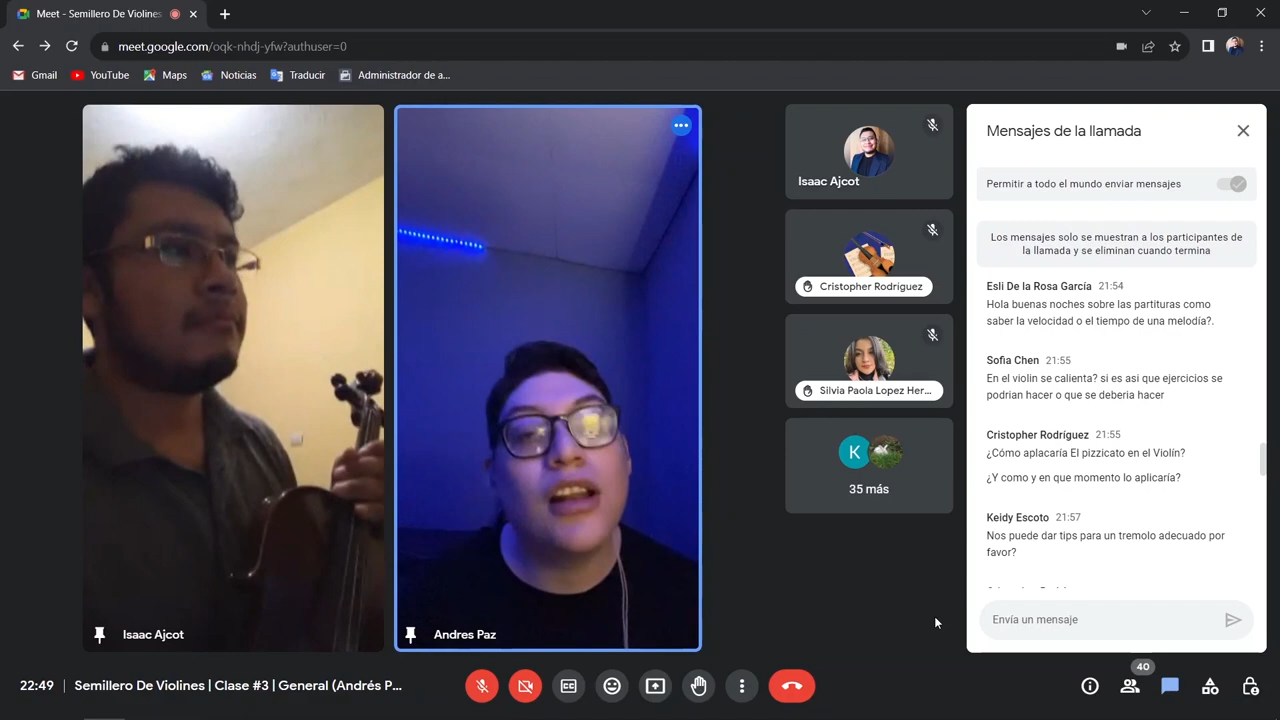 Meet - Semillero De Violines
meet.google.com/oqk-nhdj-yfw?authuser=0
Gmail
YouTube
Maps
Noticias
Traducir
Administrador de a...
Isaac Ajcot
Andres Paz
Isaac Ajcot
Cristopher Rodriguez
Silvia Paola Lopez Her...
K
35 más
Mensajes de la llamada
Permitir a todo el mundo enviar mensajes
Los mensajes solo se muestran a los participantes de
la llamada y se eliminan cuando termina
Esli De la Rosa García 21:54
Hola buenas noches sobre las partituras como
saber la velocidad o el tiempo de una melodía?.
Sofia Chen 21:55
En el violin se calienta? si es asi que ejercicios se
podrian hacer o que se deberia hacer
Cristopher Rodríguez 21:55
¿Cómo aplacaría El pizzicato en el Violín?
¿Y como y en que momento lo aplicaría?
Keidy Escoto 21:57
Nos puede dar tips para un tremolo adecuado por
favor?
Envía un mensaje
22:49 | Semillero De Violines | Clase #3 | General (Andrés P...
40